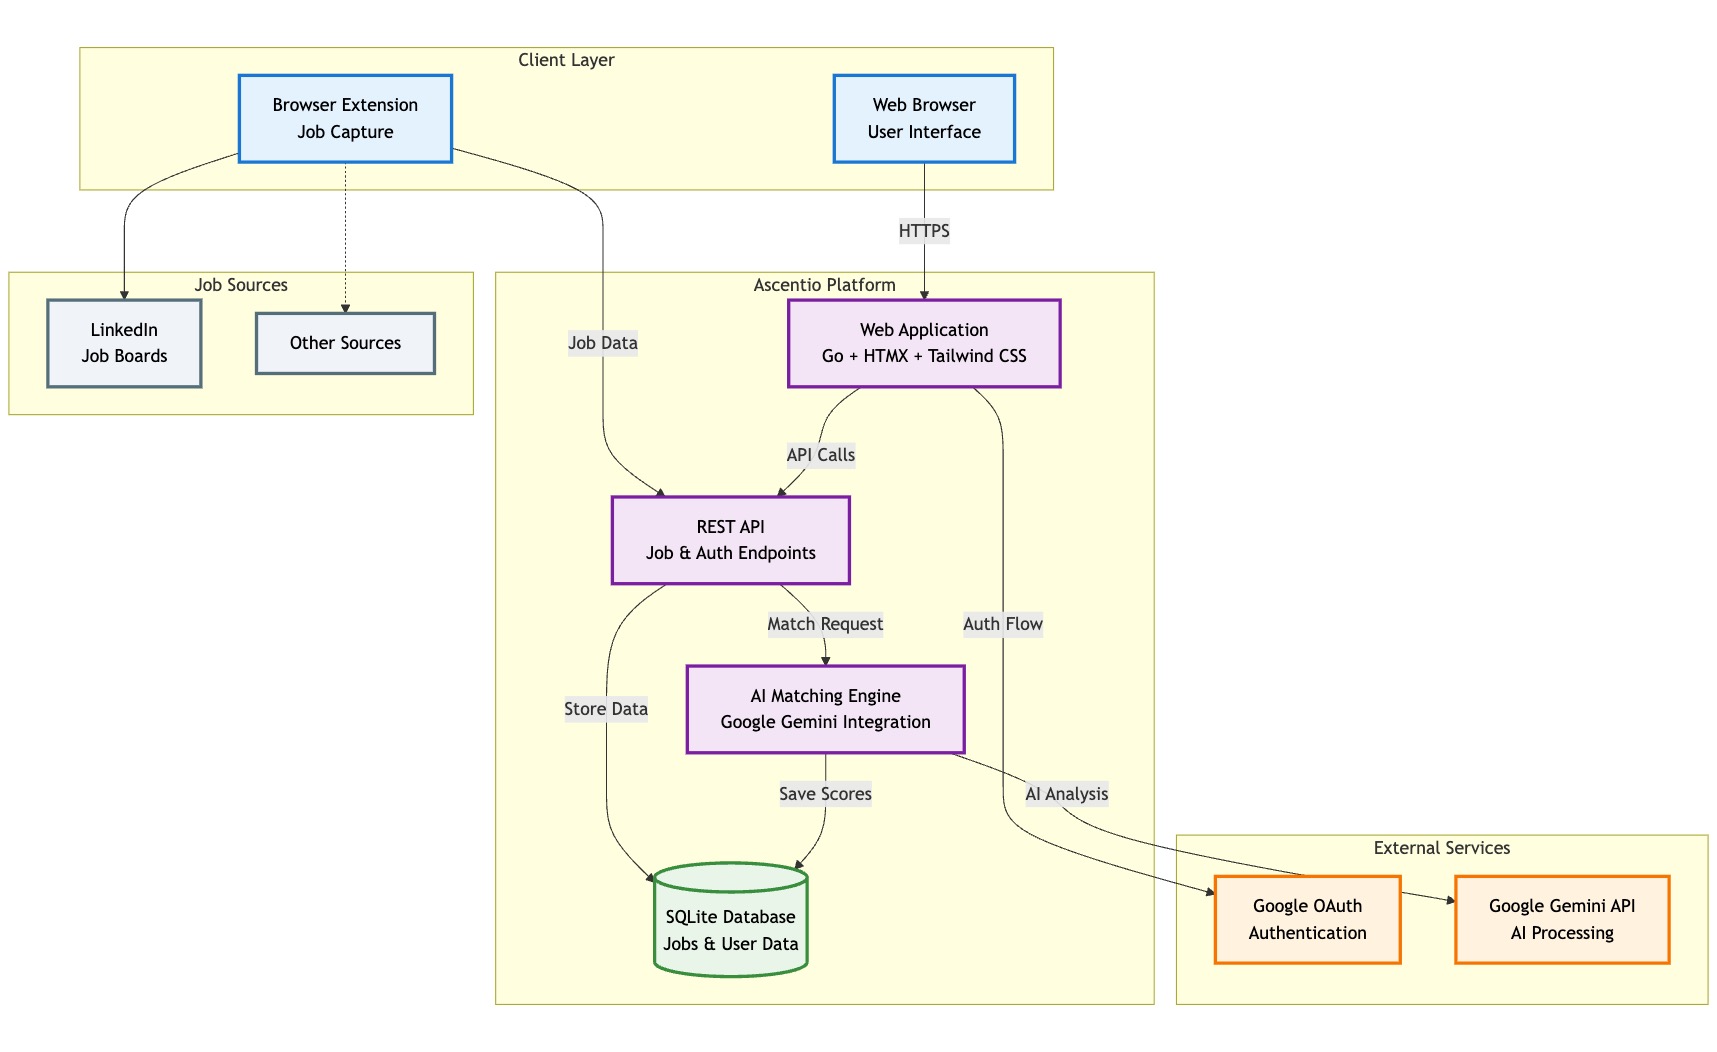 Client Layer
Browser Extension
Job Capture
Web Browser
User Interface
HTTPS
Job Sources
LinkedIn
Job Boards
Other Sources
Job Data
Ascentio Platform
Web Application
Go + HTMX + Tailwind CSS
API Calls
REST API
Job & Auth Endpoints
Match Request
Auth Flow
Store Data
AI Matching Engine
Google Gemini Integration
Save Scores
AI Analysis
SQLite Database
Jobs & User Data
External Services
Google OAuth
Authentication
Google Gemini API
AI Processing